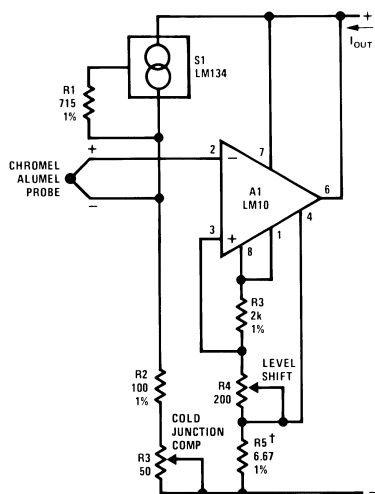 +
I OUT
S1
LM134
R1
715
1%
+
CHROMEL
ALUMEL
PROBE
−
2
−
7
A1
LM10
6
4
3
+
8
1
R3
2k
1%
LEVEL
SHIFT
R4
200
R2
100
1%
COLD
JUNCTION
COMP
R3
50
R5†
6.67
1%
−